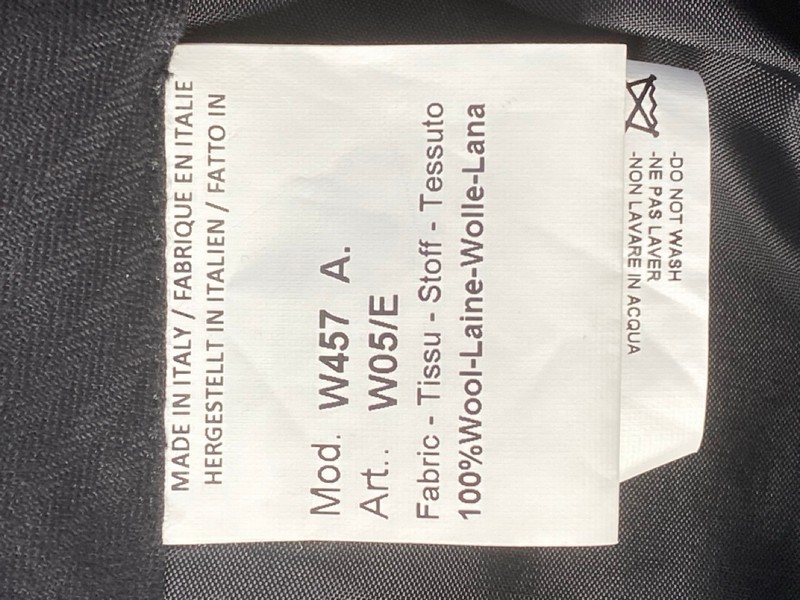 MADE IN ITALY / FABRIQUE EN ITALIE
HERGESTELLT IN ITALIEN / FATTO IN
Mod. W457 A.
Art.. W05/E
Fabric - Tissu - Stoff - Tessuto
100%Wool-Laine-Wolle-Lana
-DO NOT WASH
-NE PAS LAVER
-NON LAVARE IN ACQUA